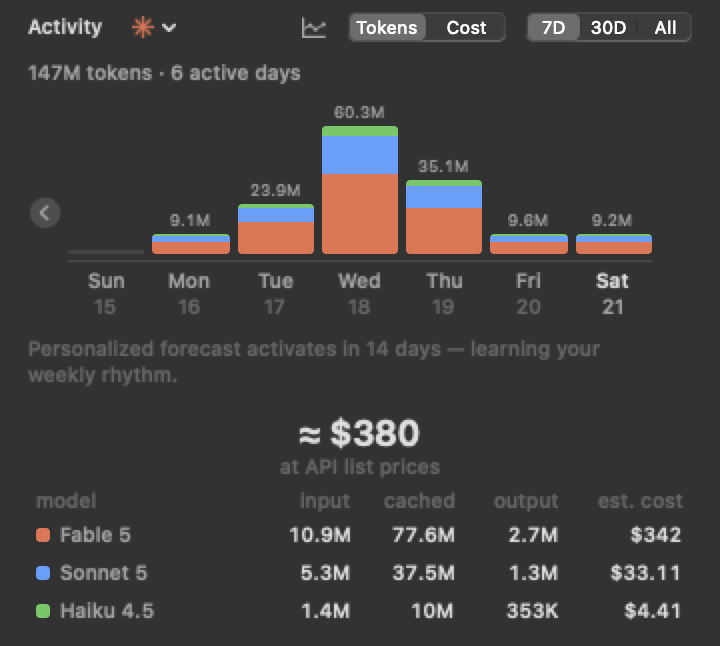 Activity
Tokens Cost 7D 30D All
147M tokens · 6 active days
60.3M
35.1M
23.9M
9.1M 9.6M 9.2M
Sun Mon Tue Wed Thu Fri Sat
15 16 17 18 19 20 21
Personalized forecast activates in 14 days — learning your
weekly rhythm.
≈ $380
at API list prices
model input cached output est. cost
Fable 5 10.9M 77.6M 2.7M $342
Sonnet 5 5.3M 37.5M 1.3M $33.11
Haiku 4.5 1.4M 10M 353K $4.41